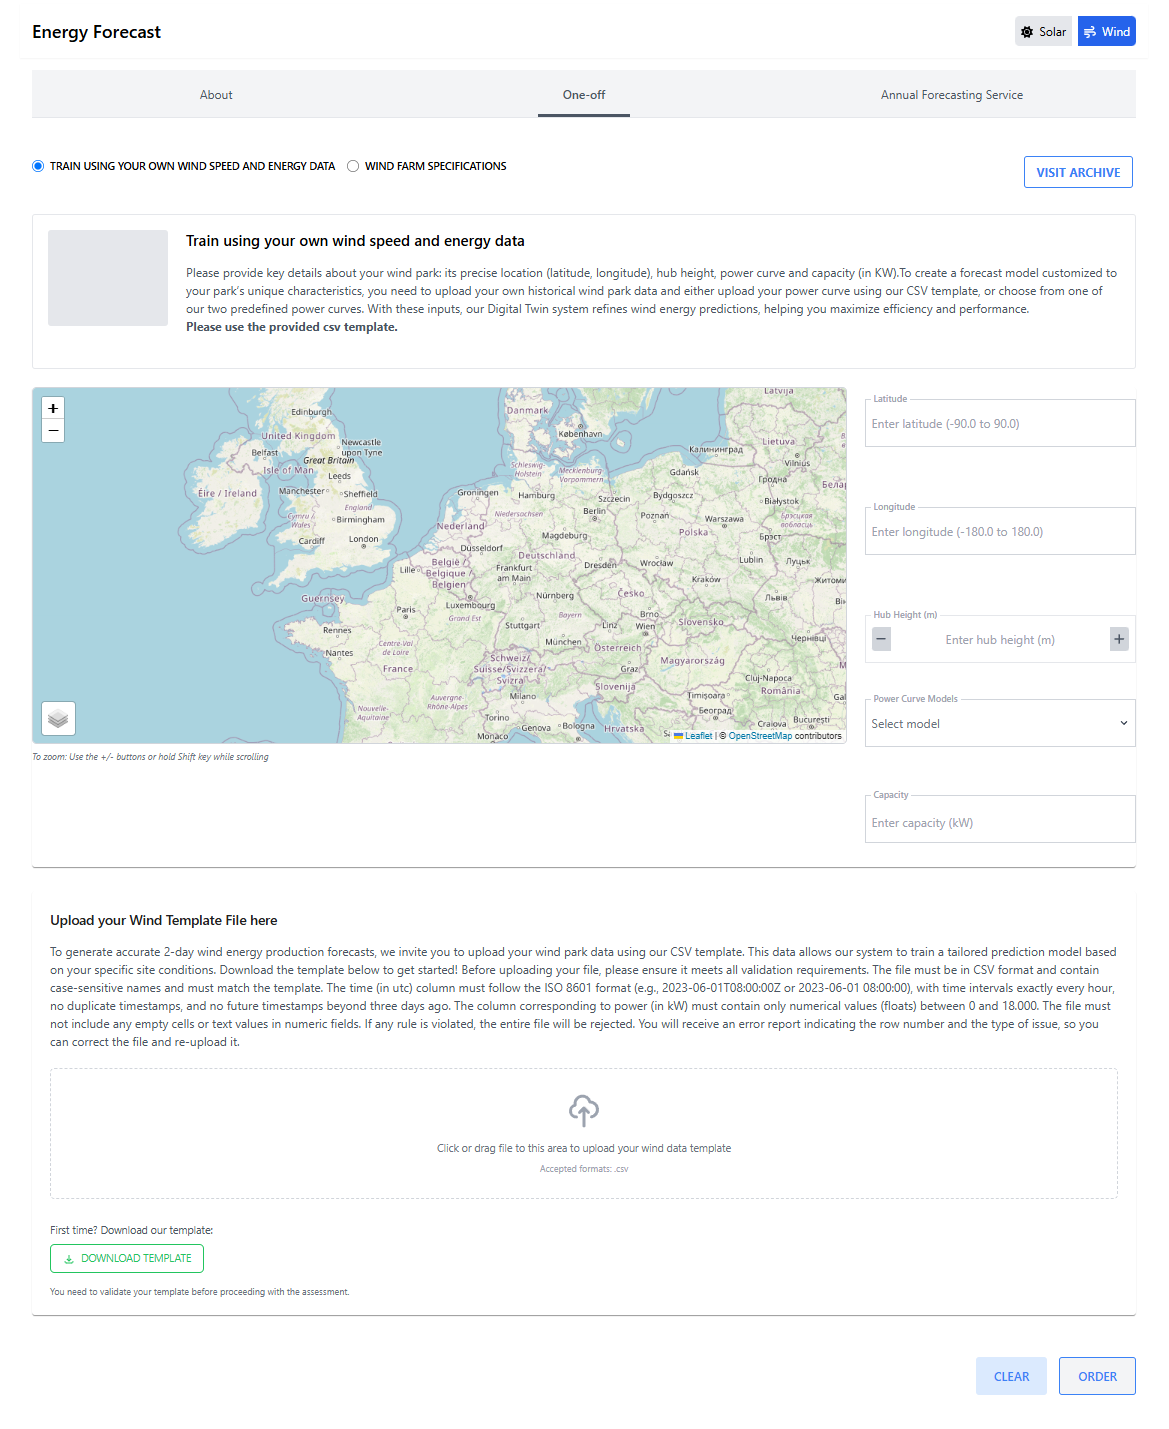 Energy Forecast
Solar
Wind
About
One-off
Annual Forecasting Service
TRAIN USING YOUR OWN WIND SPEED AND ENERGY DATA
WIND FARM SPECIFICATIONS
VISIT ARCHIVE
Train using your own wind speed and energy data
Please provide key details about your wind park: its precise location (latitude, longitude), hub height, power curve and capacity (in KW).To create a forecast model customized to
your park's unique characteristics, you need to upload your own historical wind park data and either upload your power curve using our CSV template, or choose from one of
our two predefined power curves. With these inputs, our Digital Twin system refines wind energy predictions, helping you maximize efficiency and performance.
Please use the provided csv template.
+
−
Edinburgh
United Kingdom
Newcastle
upon Tyne
Belfast
Great Britain
Isle of Man
Leeds
Éire / Ireland
Manchester
Sheffield
England
Cymru /
Wales
Birmingham
Cardiff
London
Guernsey
Rennes
Nantes
Paris
Centre-Val
de Loire
France
Nouvelle-
Aquitaine
Auvergne-
Rhône-Alpes
Lille
België /
Belgique /
Belgien
Luxembourg
Grand Est
Nederland
Groningen
Düsseldorf
Danmark
København
Schleswig-
Holstein
Mecklenburg-
Vorpommern
Hamburg
Niedersachsen
Szczecin
Berlin
Magdeburg
Deutschland
Frankfurt
am Main
Dresden
Nürnberg
Stuttgart
Bayern
München
Schweiz/
Suisse/Svizzera/
Svizra
Milano
Torino
Genova
Bologna
Monaco
Česko
Brno
Linz
Wien
Österreich
Graz
Slovenija
Hrvatska
Slovensko
Magyarország
Gdańsk
Bydgoszcz
Poznań
Warszawa
Polska
Wrocław
Lublin
Kraków
Latvija
Lietuva
Vilnius
Калининград
Гродна
Białystok
Брэсцкая
вобласць
Брэст
Луцьк
Львів
Житоми
Він
Чернівці
Cluj-Napoca
România
Timișoara
Београд
Craiova
București
Gal
Leaflet | © OpenStreetMap contributors
To zoom: Use the +/- buttons or hold Shift key while scrolling
Latitude
Enter latitude (-90.0 to 90.0)
Longitude
Enter longitude (-180.0 to 180.0)
Hub Height (m)
− Enter hub height (m) +
Power Curve Models
Select model
Capacity
Enter capacity (kW)
Upload your Wind Template File here
To generate accurate 2-day wind energy production forecasts, we invite you to upload your wind park data using our CSV template. This data allows our system to train a tailored prediction model based
on your specific site conditions. Download the template below to get started! Before uploading your file, please ensure it meets all validation requirements. The file must be in CSV format and contain
case-sensitive names and must match the template. The time (in utc) column must follow the ISO 8601 format (e.g., 2023-06-01T08:00:00Z or 2023-06-01 08:00:00), with time intervals exactly every hour,
no duplicate timestamps, and no future timestamps beyond three days ago. The column corresponding to power (in kW) must contain only numerical values (floats) between 0 and 18.000. The file must
not include any empty cells or text values in numeric fields. If any rule is violated, the entire file will be rejected. You will receive an error report indicating the row number and the type of issue, so you
can correct the file and re-upload it.
Click or drag file to this area to upload your wind data template
Accepted formats: .csv
First time? Download our template:
DOWNLOAD TEMPLATE
You need to validate your template before proceeding with the assessment.
CLEAR
ORDER